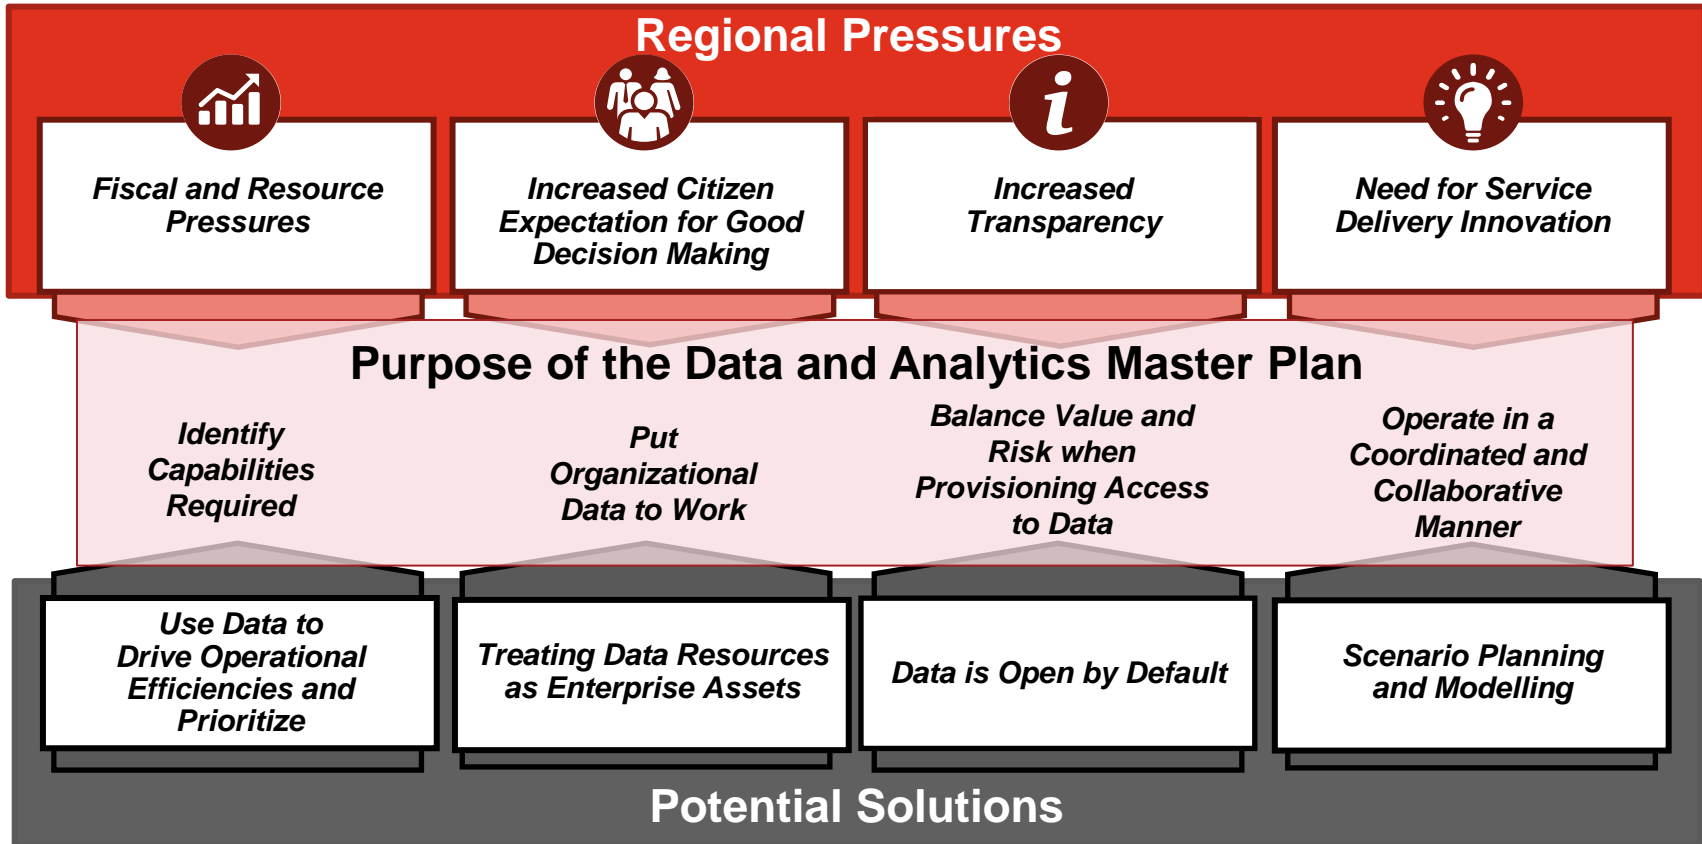 Regional Pressures
Fiscal and Resource
Pressures
Increased Citizen
Expectation for Good
Decision Making
i
Increased
Transparency
Need for Service
Delivery Innovation
Purpose of the Data and Analytics Master Plan
Identify
Capabilities
Required
Put
Organizational
Data to Work
Balance Value and
Risk when
Provisioning Access
to Data
Operate in a
Coordinated and
Collaborative
Manner
Use Data to
Drive Operational
Efficiencies and
Prioritize
Treating Data Resources
as Enterprise Assets
Data is Open by Default
Scenario Planning
and Modelling
Potential Solutions